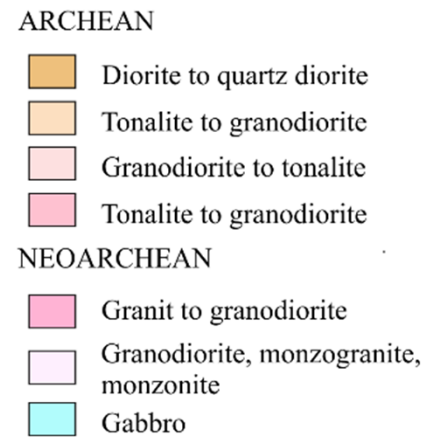 ARCHEAN
Diorite to quartz diorite
Tonalite to granodiorite
Granodiorite to tonalite
Tonalite to granodiorite
NEOARCHEAN
Granit to granodiorite
Granodiorite, monzogranite,
monzonite
Gabbro